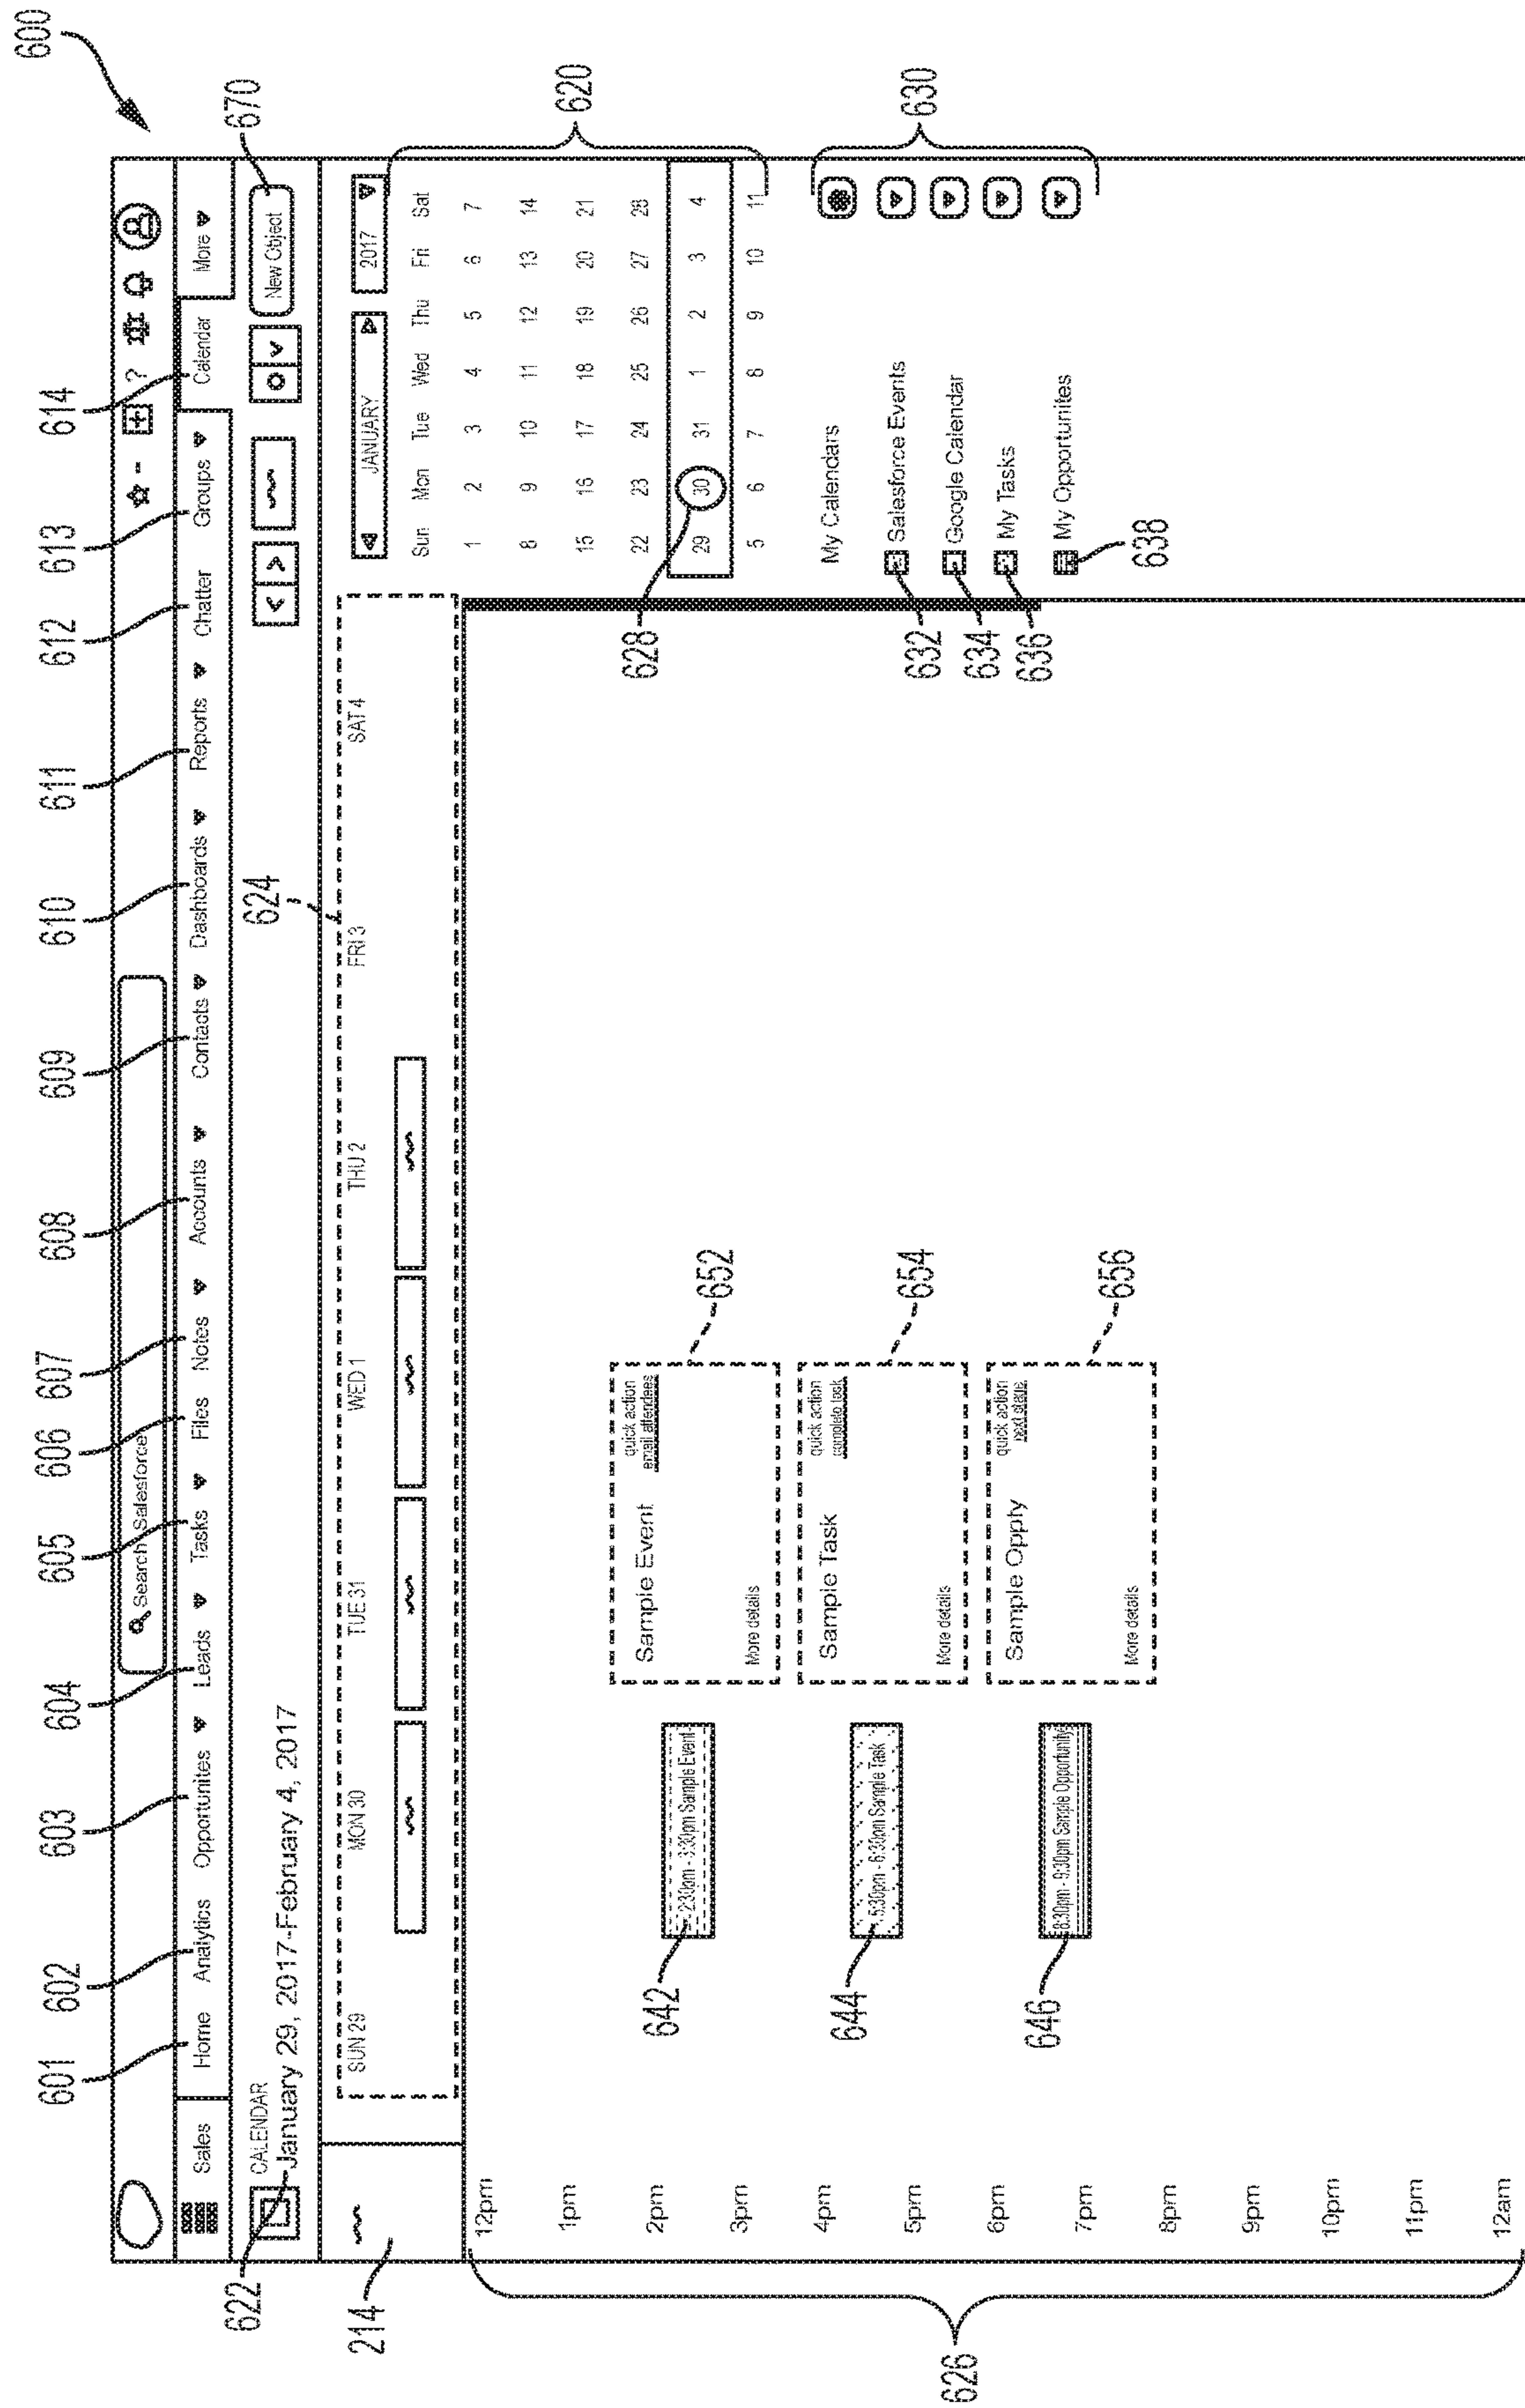 600
601 602 603 604 605 606 607 608 609 610 611 612 613 614
Search Salesforce
?
Sales Home Analytics Opportunites Leads Tasks Files Notes Accounts Contacts Dashboards Reports Chatter Groups Calendar More
622
CALENDAR
January 29, 2017-February 4, 2017
624
New Object
670
214
SUN 29 MON 30 TUE 31 WED 1 THU 2 FRI 3 SAT 4
JANUARY 2017
Sun Mon Tue Wed Thu Fri Sat
1 2 3 4 5 6 7
8 9 10 11 12 13 14
15 16 17 18 19 20 21
22 23 24 25 26 27 28
29 30 31 1 2 3 4
5 6 7 8 9 10 11
620
628
My Calendars
Salesforce Events
Google Calendar
My Tasks
My Opportunites
630
632
634
636
638
12pm
1pm
2pm
3pm
4pm
5pm
6pm
7pm
8pm
9pm
10pm
11pm
12am
626
642
2:30pm - 3:30pm Sample Event
Sample Event
quick action
email attendees
More details
652
644
5:30pm - 6:30pm Sample Task
Sample Task
quick action
complete task
More details
654
646
8:30pm - 9:30pm Sample Opportunity
Sample Oppty
quick action
next stage
More details
656